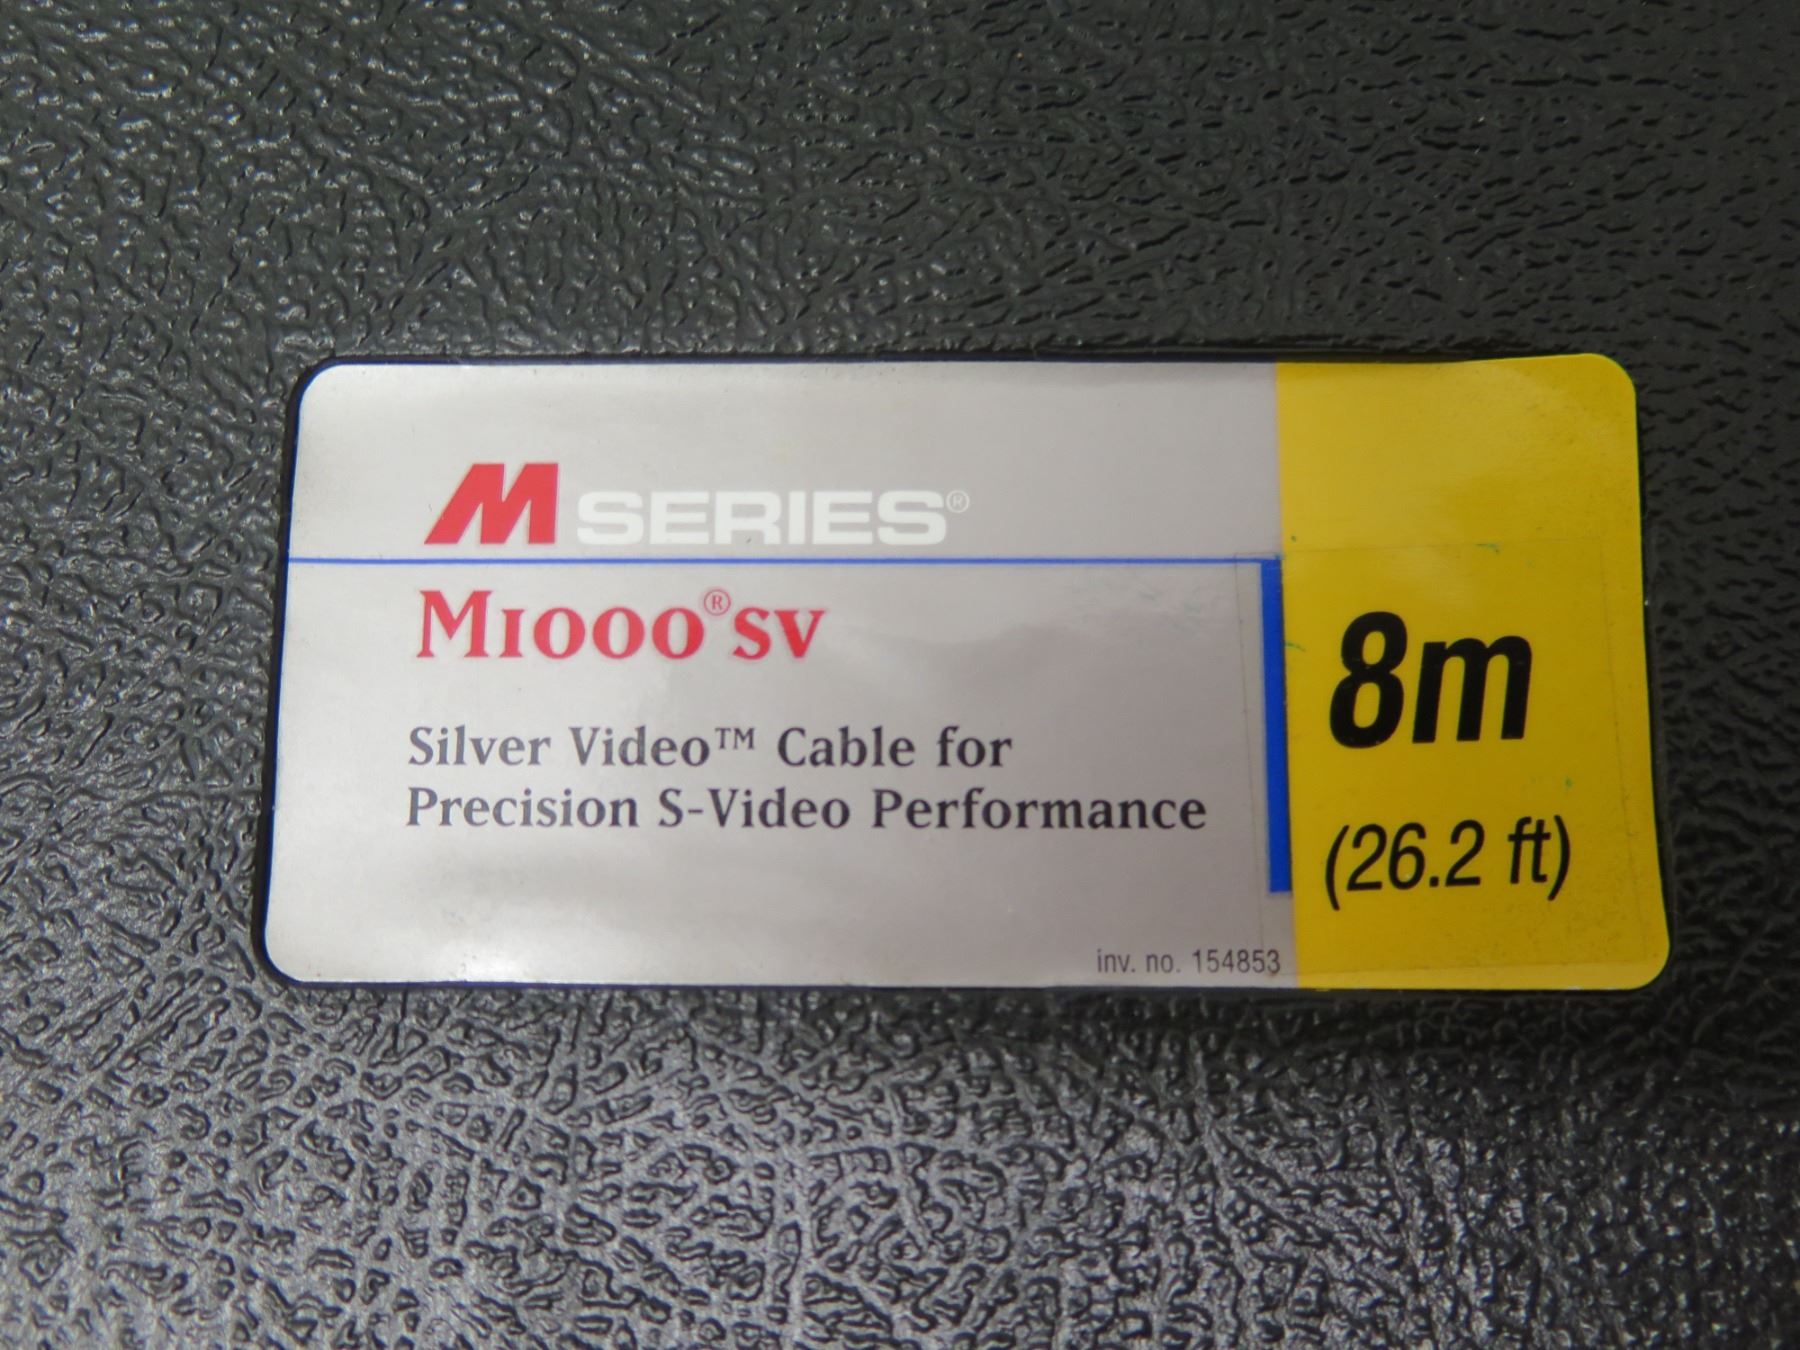 M SERIES®
M1000® SV
Silver Video™ Cable for
Precision S-Video Performance
inv. no. 154853
8m
(26.2 ft)